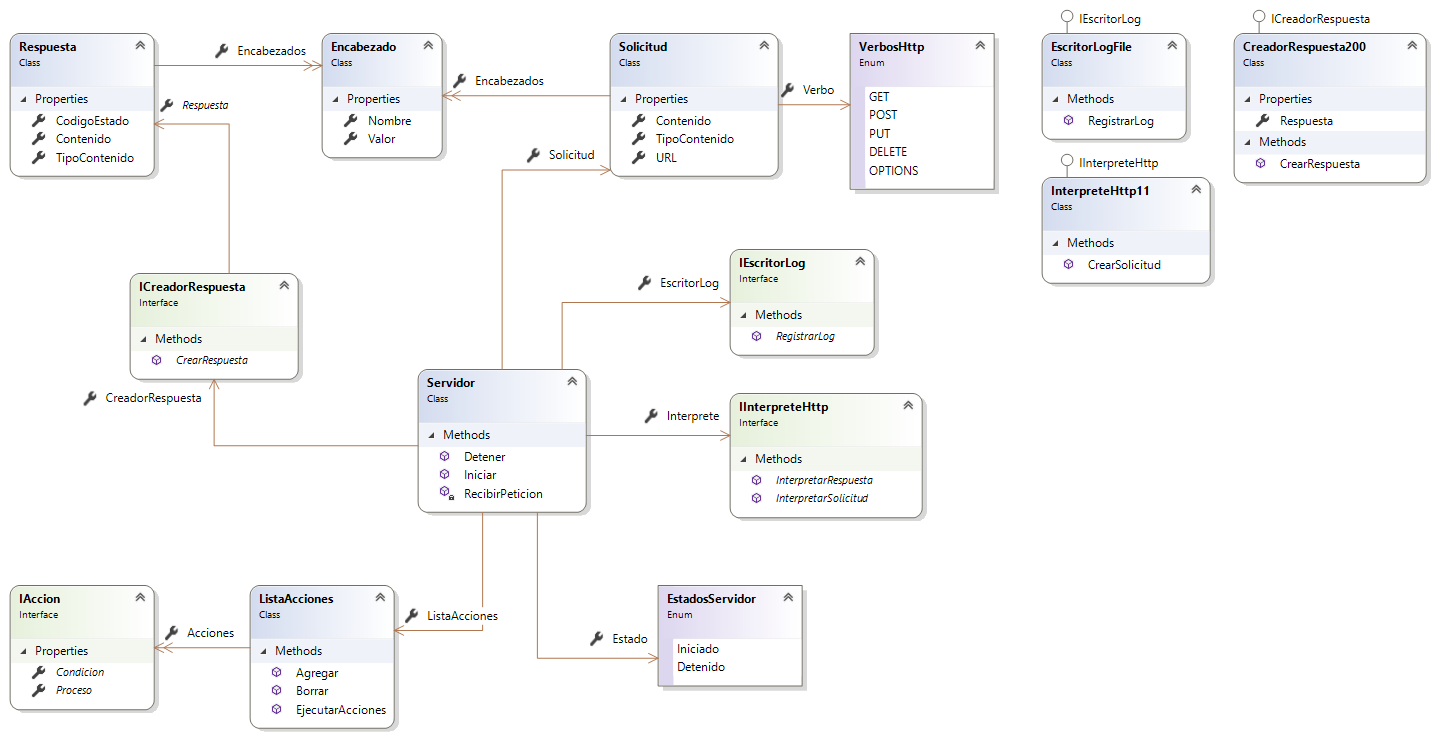 Respuesta
Class
Properties
CodigoEstado
Contenido
TipoContenido
Encabezados
Encabezado
Class
Properties
Nombre
Valor
Encabezados
Solicitud
Class
Properties
Contenido
TipoContenido
URL
Verbo
VerbosHttp
Enum
GET
POST
PUT
DELETE
OPTIONS
IEscritorLog
EscritorLogFile
Class
Methods
RegistrarLog
ICreadorRespuesta
CreadorRespuesta200
Class
Properties
Respuesta
Methods
CrearRespuesta
IInterpreteHttp
InterpreteHttp11
Class
Methods
CrearSolicitud
Respuesta
Solicitud
ICreadorRespuesta
Interface
Methods
CrearRespuesta
CreadorRespuesta
EscritorLog
IEscritorLog
Interface
Methods
RegistrarLog
Servidor
Class
Methods
Detener
Iniciar
RecibirPeticion
Interprete
IInterpreteHttp
Interface
Methods
InterpretarRespuesta
InterpretarSolicitud
IAccion
Interface
Properties
Condicion
Proceso
Acciones
ListaAcciones
Class
Methods
Agregar
Borrar
EjecutarAcciones
ListaAcciones
Estado
EstadosServidor
Enum
Iniciado
Detenido